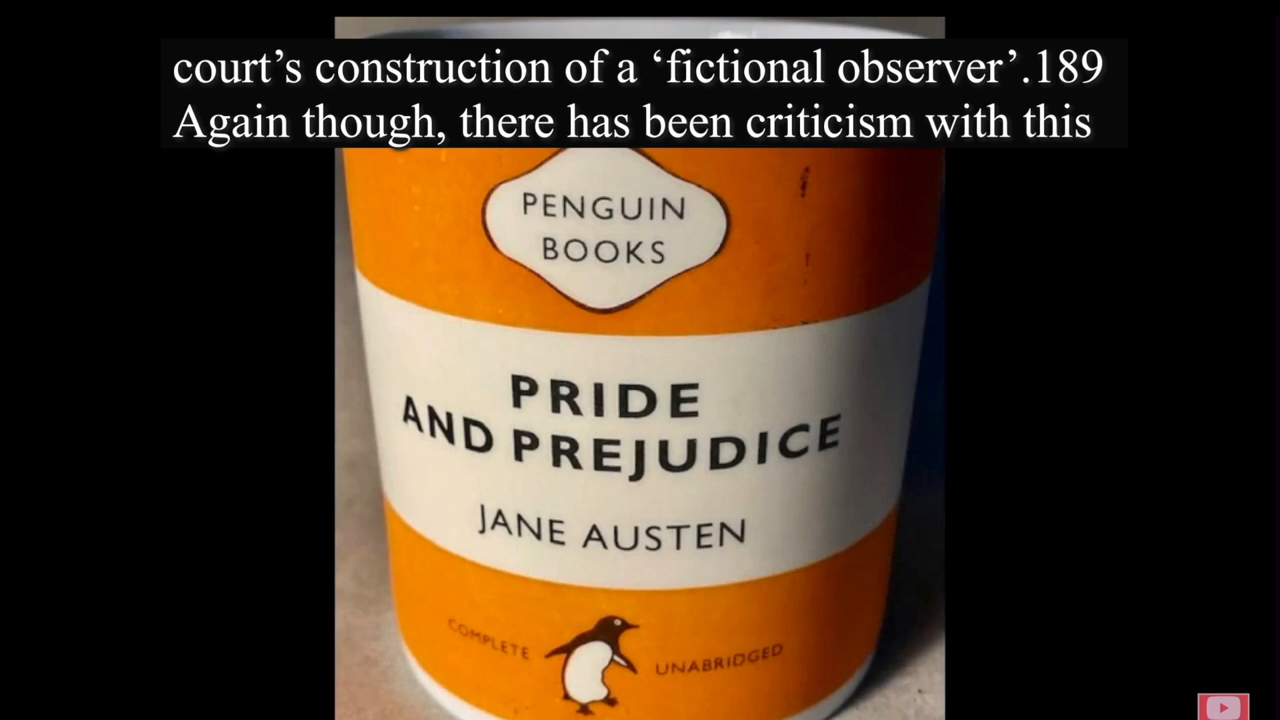 court’s construction of a ‘fictional observer’.189
Again though, there has been criticism with this
PENGUIN
BOOKS
PRIDE
AND PREJUDICE
JANE AUSTEN
COMPLETE
UNABRIDGED